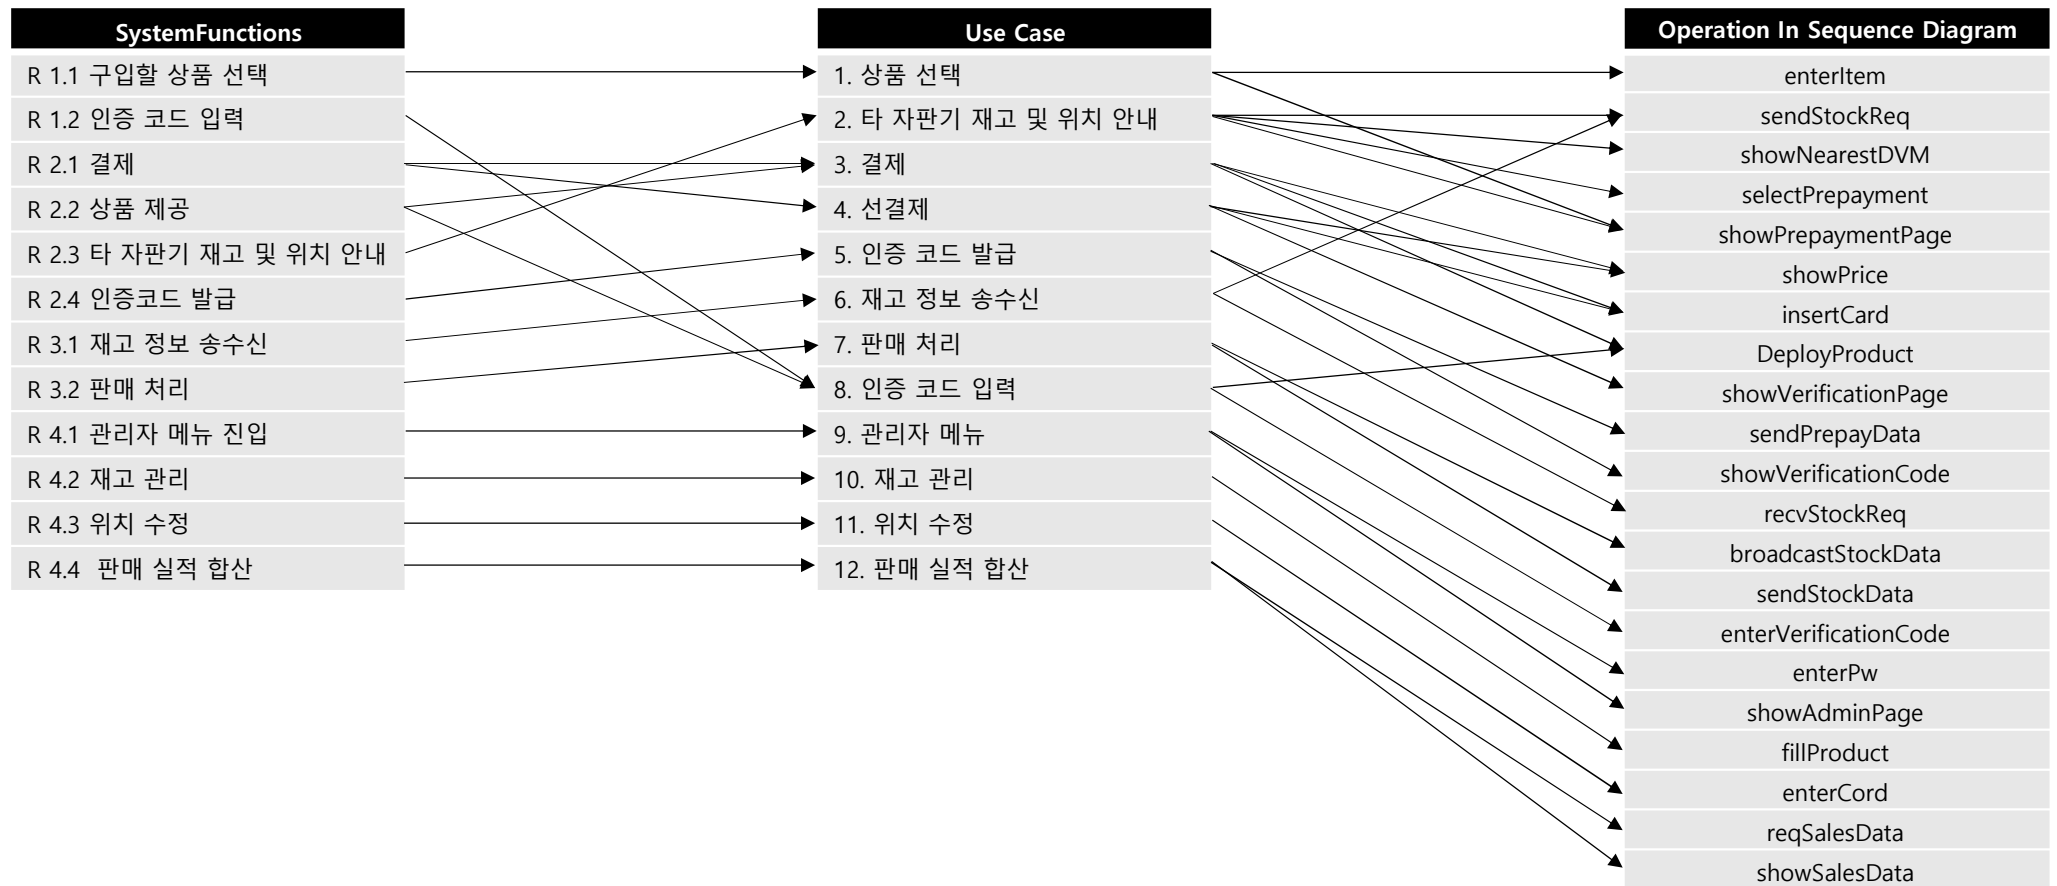 SystemFunctions
R 1.1 구입할 상품 선택
R 1.2 인증 코드 입력
R 2.1 결제
R 2.2 상품 제공
R 2.3 타 자판기 재고 및 위치 안내
R 2.4 인증코드 발급
R 3.1 재고 정보 송수신
R 3.2 판매 처리
R 4.1 관리자 메뉴 진입
R 4.2 재고 관리
R 4.3 위치 수정
R 4.4 판매 실적 합산
Use Case
1. 상품 선택
2. 타 자판기 재고 및 위치 안내
3. 결제
4. 선결제
5. 인증 코드 발급
6. 재고 정보 송수신
7. 판매 처리
8. 인증 코드 입력
9. 관리자 메뉴
10. 재고 관리
11. 위치 수정
12. 판매 실적 합산
Operation In Sequence Diagram
enterItem
sendStockReq
showNearestDVM
selectPrepayment
showPrepaymentPage
showPrice
insertCard
DeployProduct
showVerificationPage
sendPrepayData
showVerificationCode
recvStockReq
broadcastStockData
sendStockData
enterVerificationCode
enterPw
showAdminPage
fillProduct
enterCord
reqSalesData
showSalesData